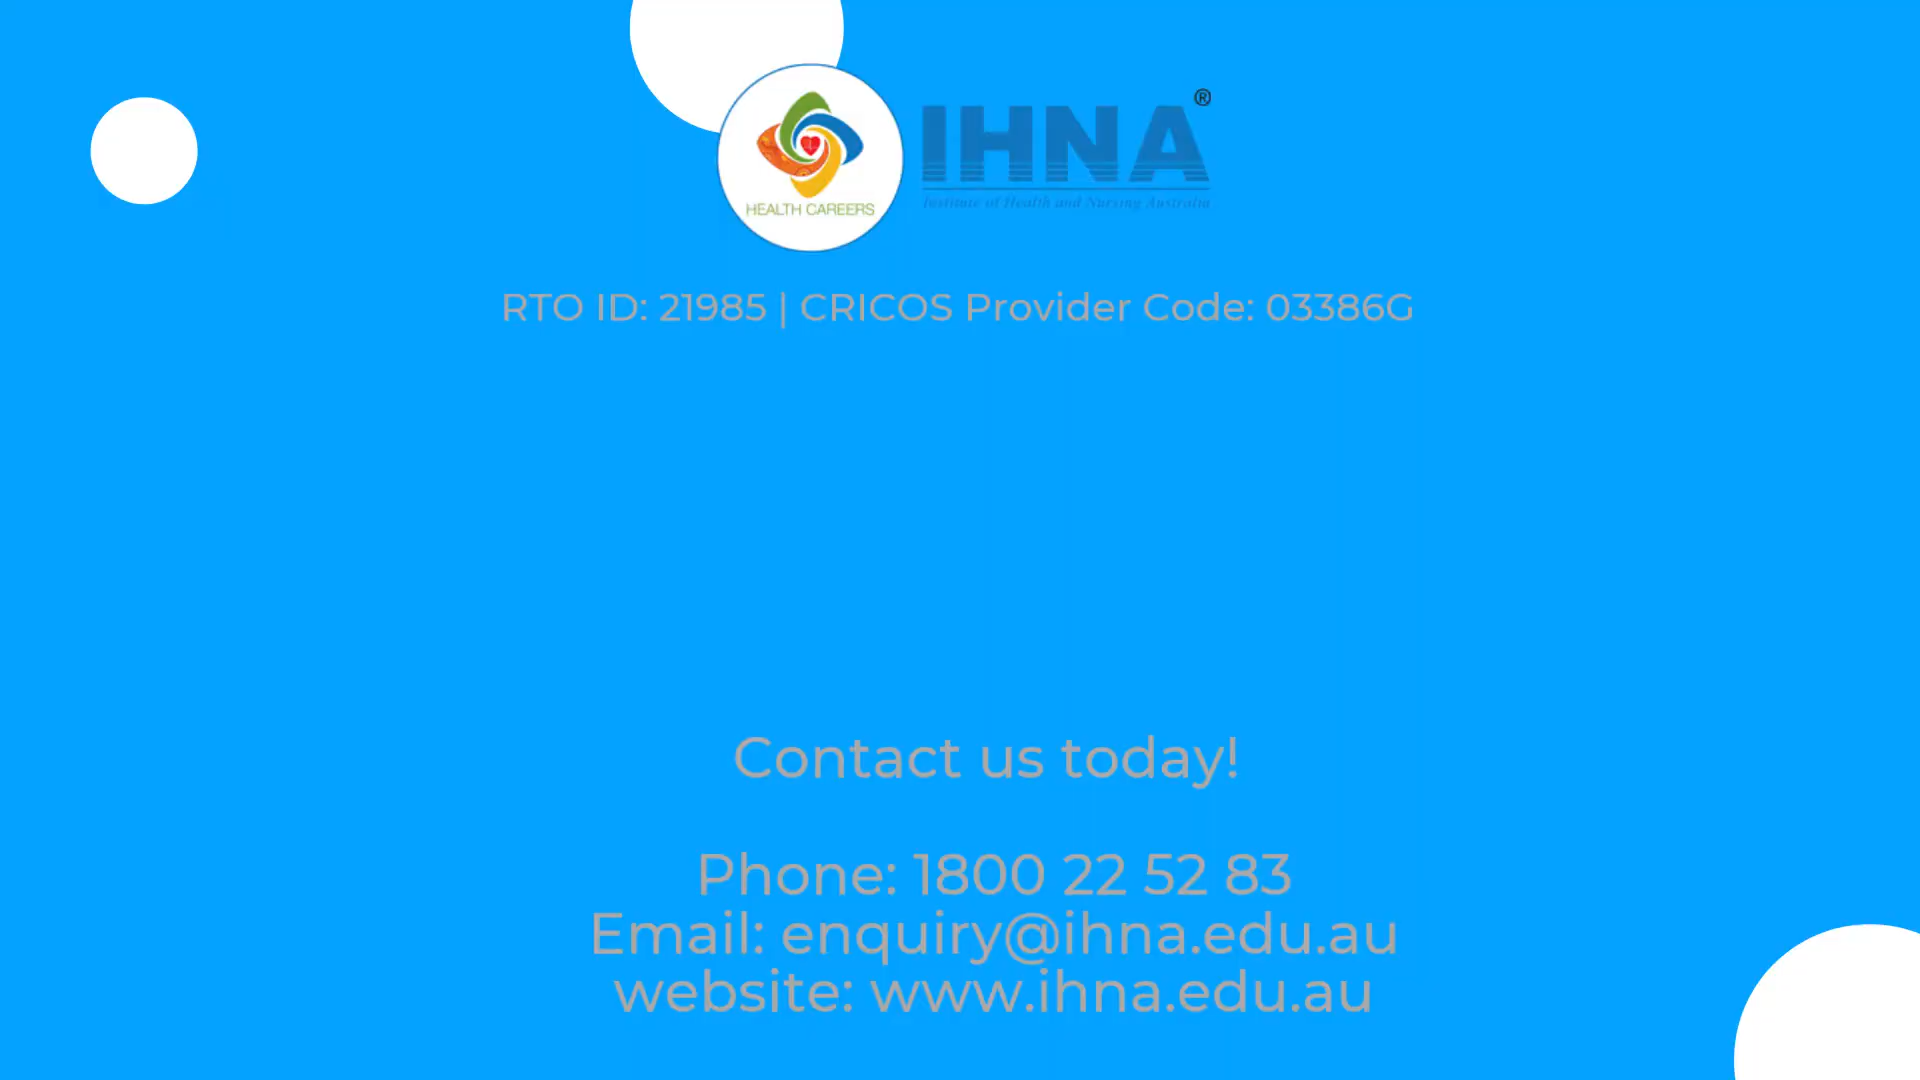 HEALTH CAREERS
IHNA®
Institute of Health and Nursing Australia
RTO ID: 21985 | CRICOS Provider Code: 03386G
Contact us today!
Phone: 1800 22 52 83
Email: enquiry@ihna.edu.au
website: www.ihna.edu.au